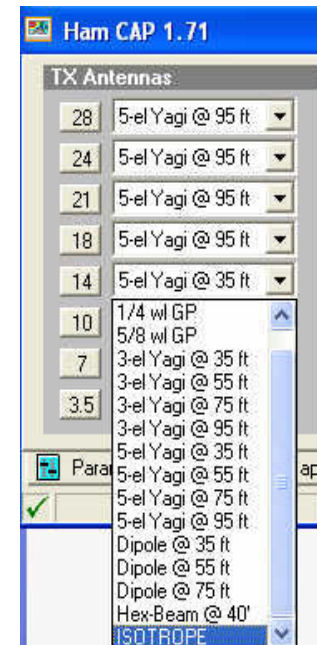 Ham CAP 1.71
TX Antennas
28 5-el Yagi @ 95 ft
24 5-el Yagi @ 95 ft
21 5-el Yagi @ 95 ft
18 5-el Yagi @ 95 ft
14 5-el Yagi @ 35 ft
10
7
3.5
1/4 wl GP
5/8 wl GP
3-el Yagi @ 35 ft
3-el Yagi @ 55 ft
3-el Yagi @ 75 ft
3-el Yagi @ 95 ft
5-el Yagi @ 35 ft
5-el Yagi @ 55 ft
5-el Yagi @ 75 ft
5-el Yagi @ 95 ft
Dipole @ 35 ft
Dipole @ 55 ft
Dipole @ 75 ft
Hex-Beam @ 40'
ISOTROPE
Para
ap